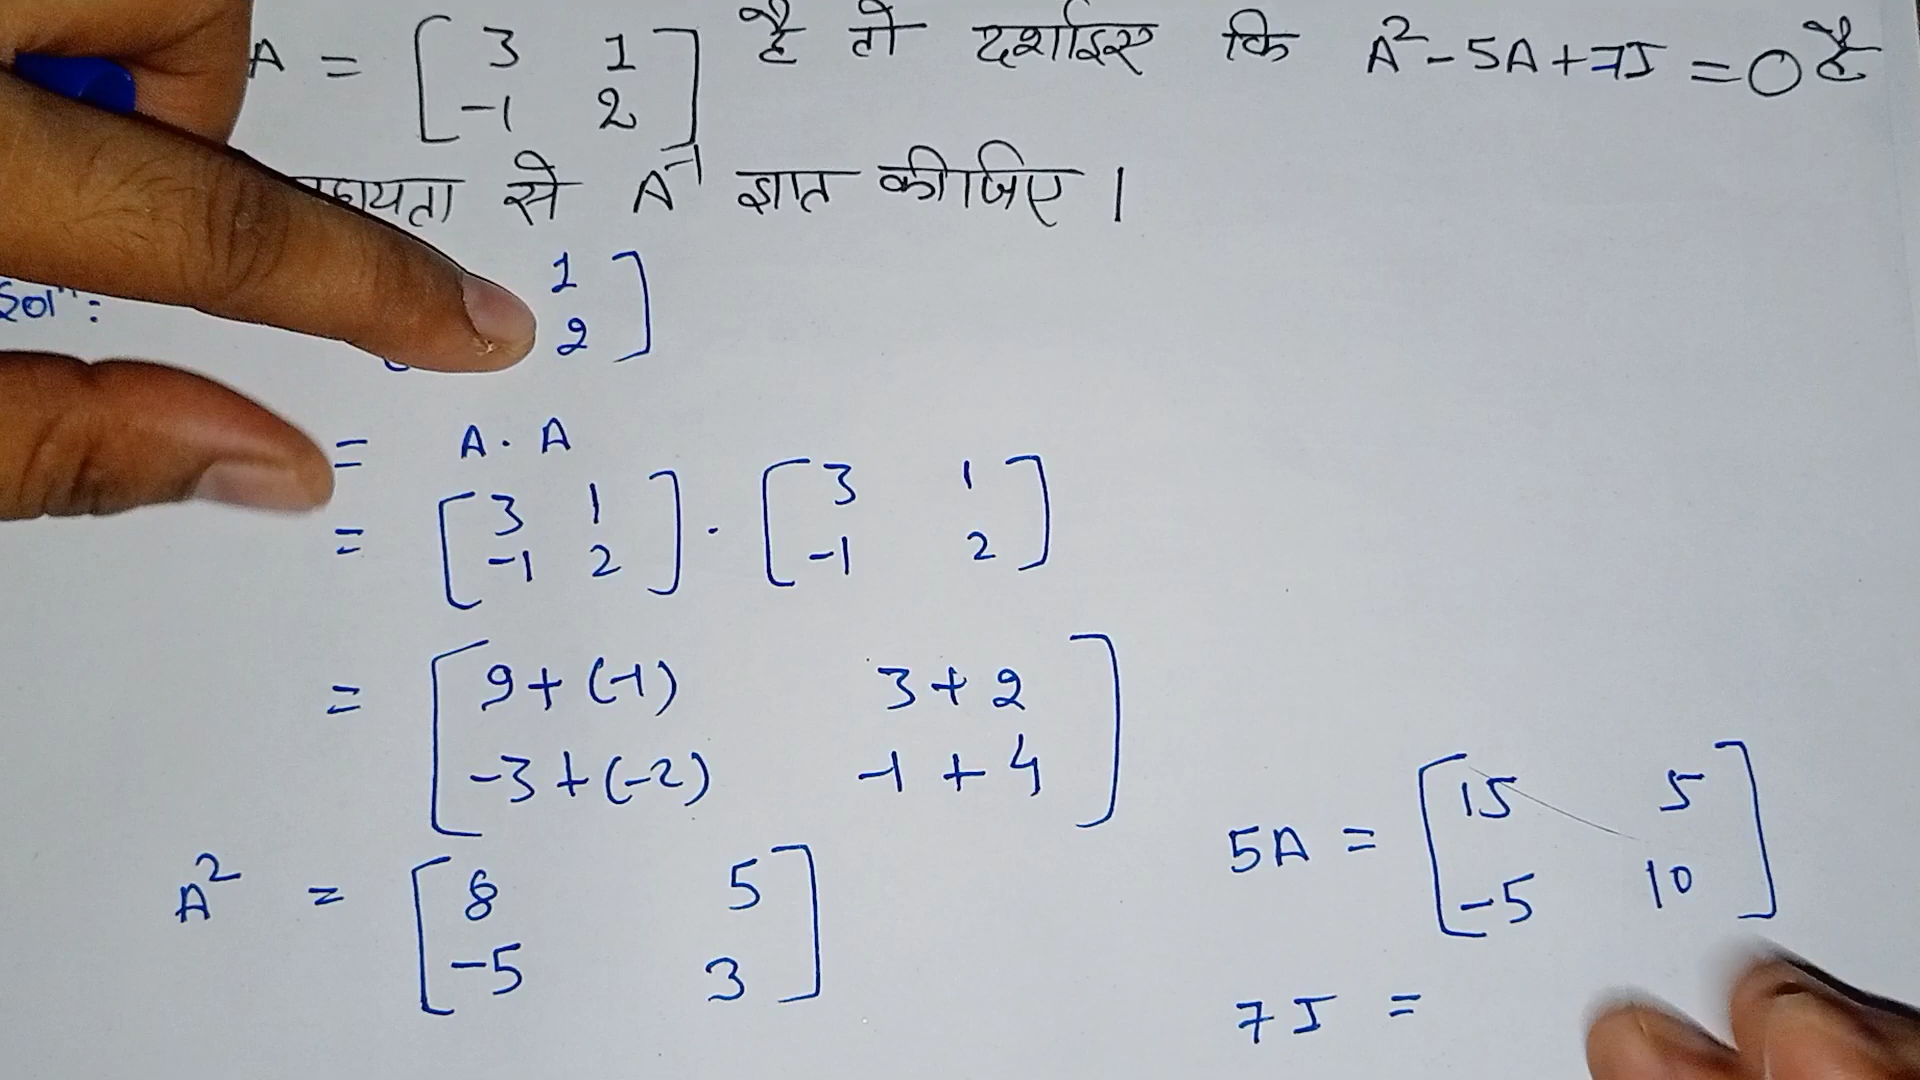 A = [ 3 1 है तो दर्शाइए कि A² - 5A + 7I = 0 है
-1 2 ]
से A⁻¹ ज्ञात कीजिए ।
Solⁿ: 1 ]
2
= A . A
= [ 3 1 ] . [ 3 1 ]
-1 2 -1 2
= [ 9 + (-1) 3 + 2 ]
-3 + (-2) -1 + 4
5A = [ 15 5 ]
-5 10
A² = [ 8 5 ]
-5 3
7I =